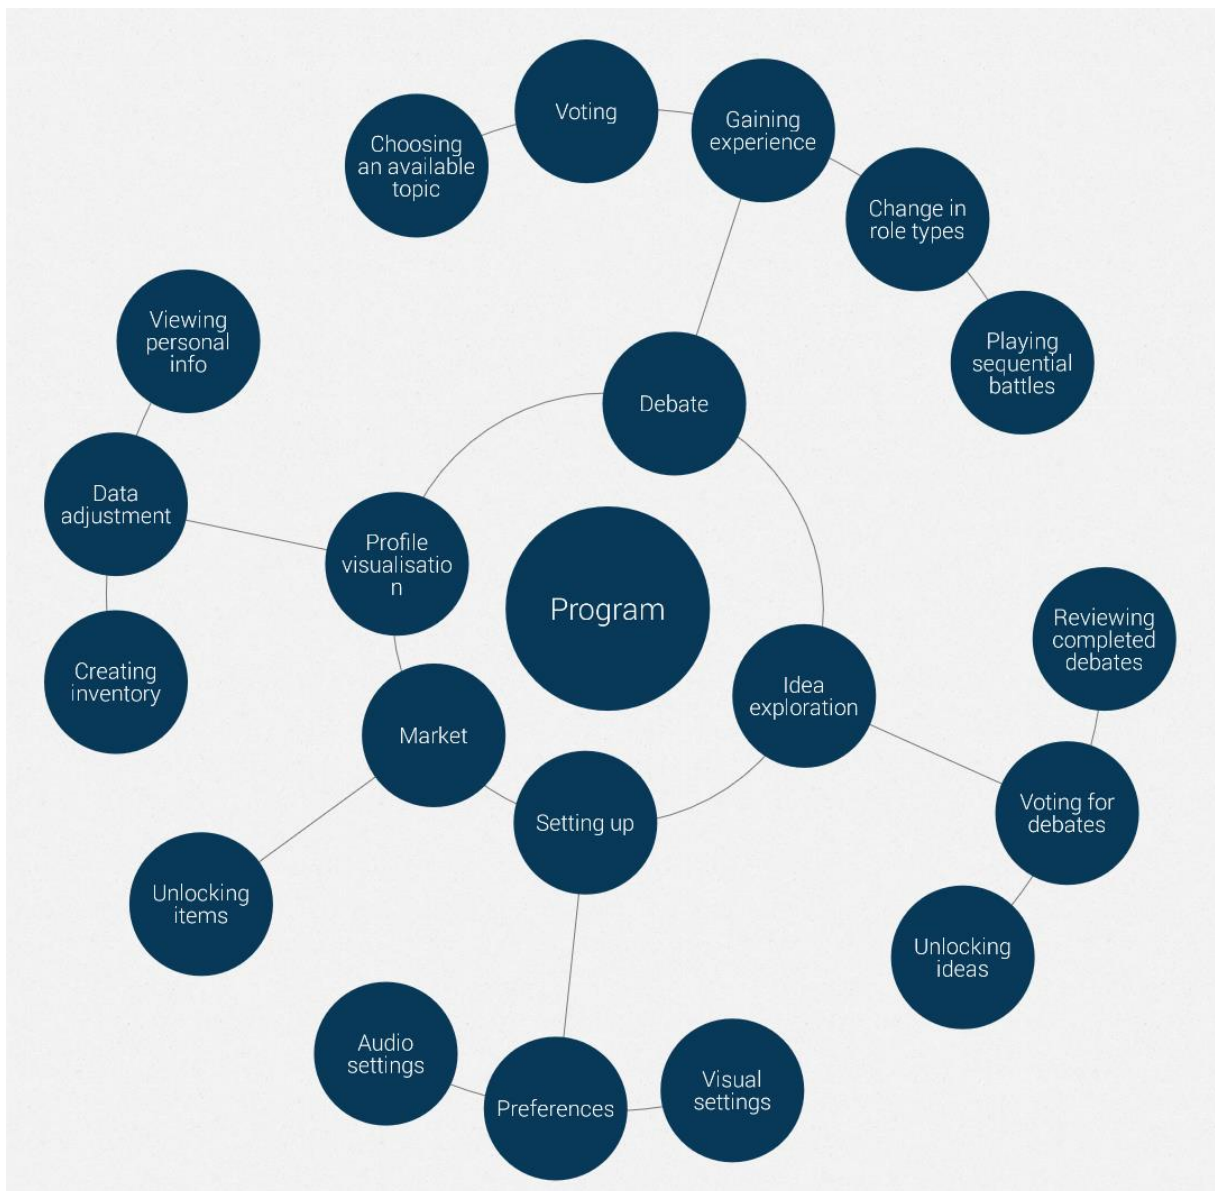 Voting
Gaining
experience
Choosing
an available
topic
Change in
role types
Playing
sequential
battles
Viewing
personal
info
Debate
Data
adjustment
Profile
visualisatio
n
Program
Reviewing
completed
debates
Creating
inventory
Idea
exploration
Market
Setting up
Voting for
debates
Unlocking
items
Unlocking
ideas
Audio
settings
Preferences
Visual
settings